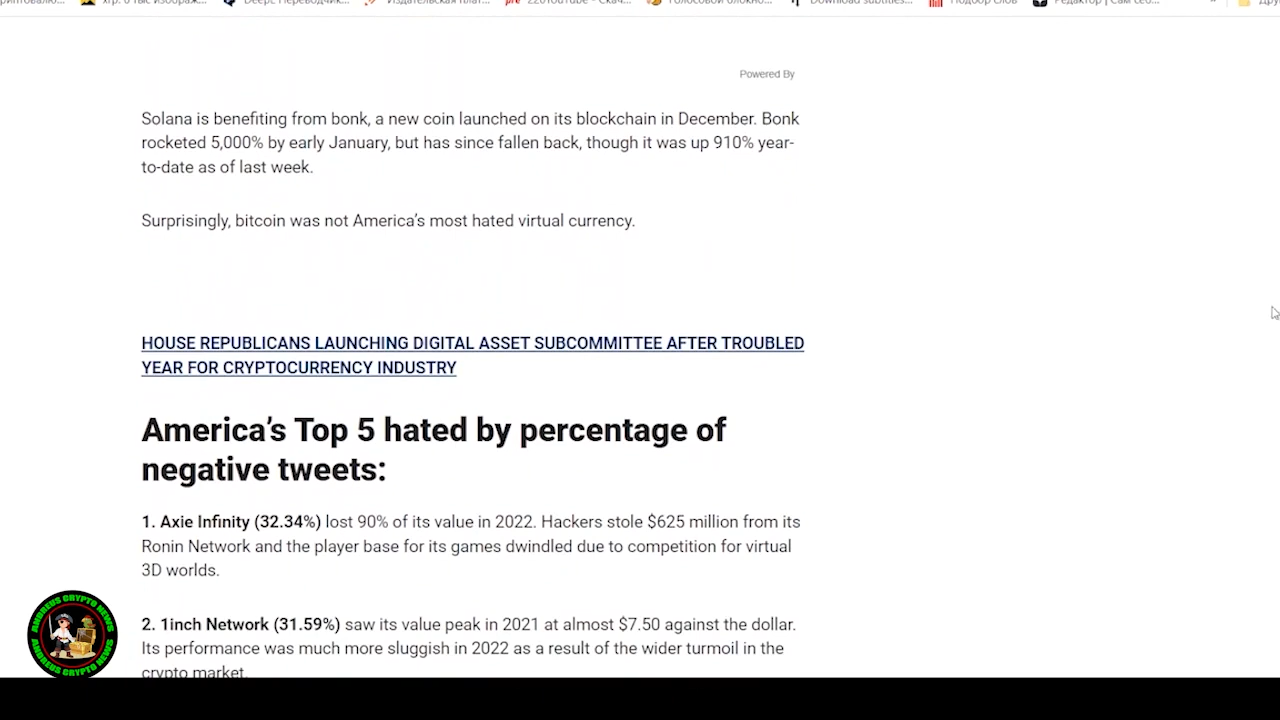 Powered By
Solana is benefiting from bonk, a new coin launched on its blockchain in December. Bonk
rocketed 5,000% by early January, but has since fallen back, though it was up 910% year-
to-date as of last week.
Surprisingly, bitcoin was not America’s most hated virtual currency.
HOUSE REPUBLICANS LAUNCHING DIGITAL ASSET SUBCOMMITTEE AFTER TROUBLED
YEAR FOR CRYPTOCURRENCY INDUSTRY
America’s Top 5 hated by percentage of
negative tweets:
1. Axie Infinity (32.34%) lost 90% of its value in 2022. Hackers stole $625 million from its
Ronin Network and the player base for its games dwindled due to competition for virtual
3D worlds.
2. 1inch Network (31.59%) saw its value peak in 2021 at almost $7.50 against the dollar.
Its performance was much more sluggish in 2022 as a result of the wider turmoil in the
crypto market.
ANDREUS CRYPTO NEWS
ANDREUS CRYPTO NEWS